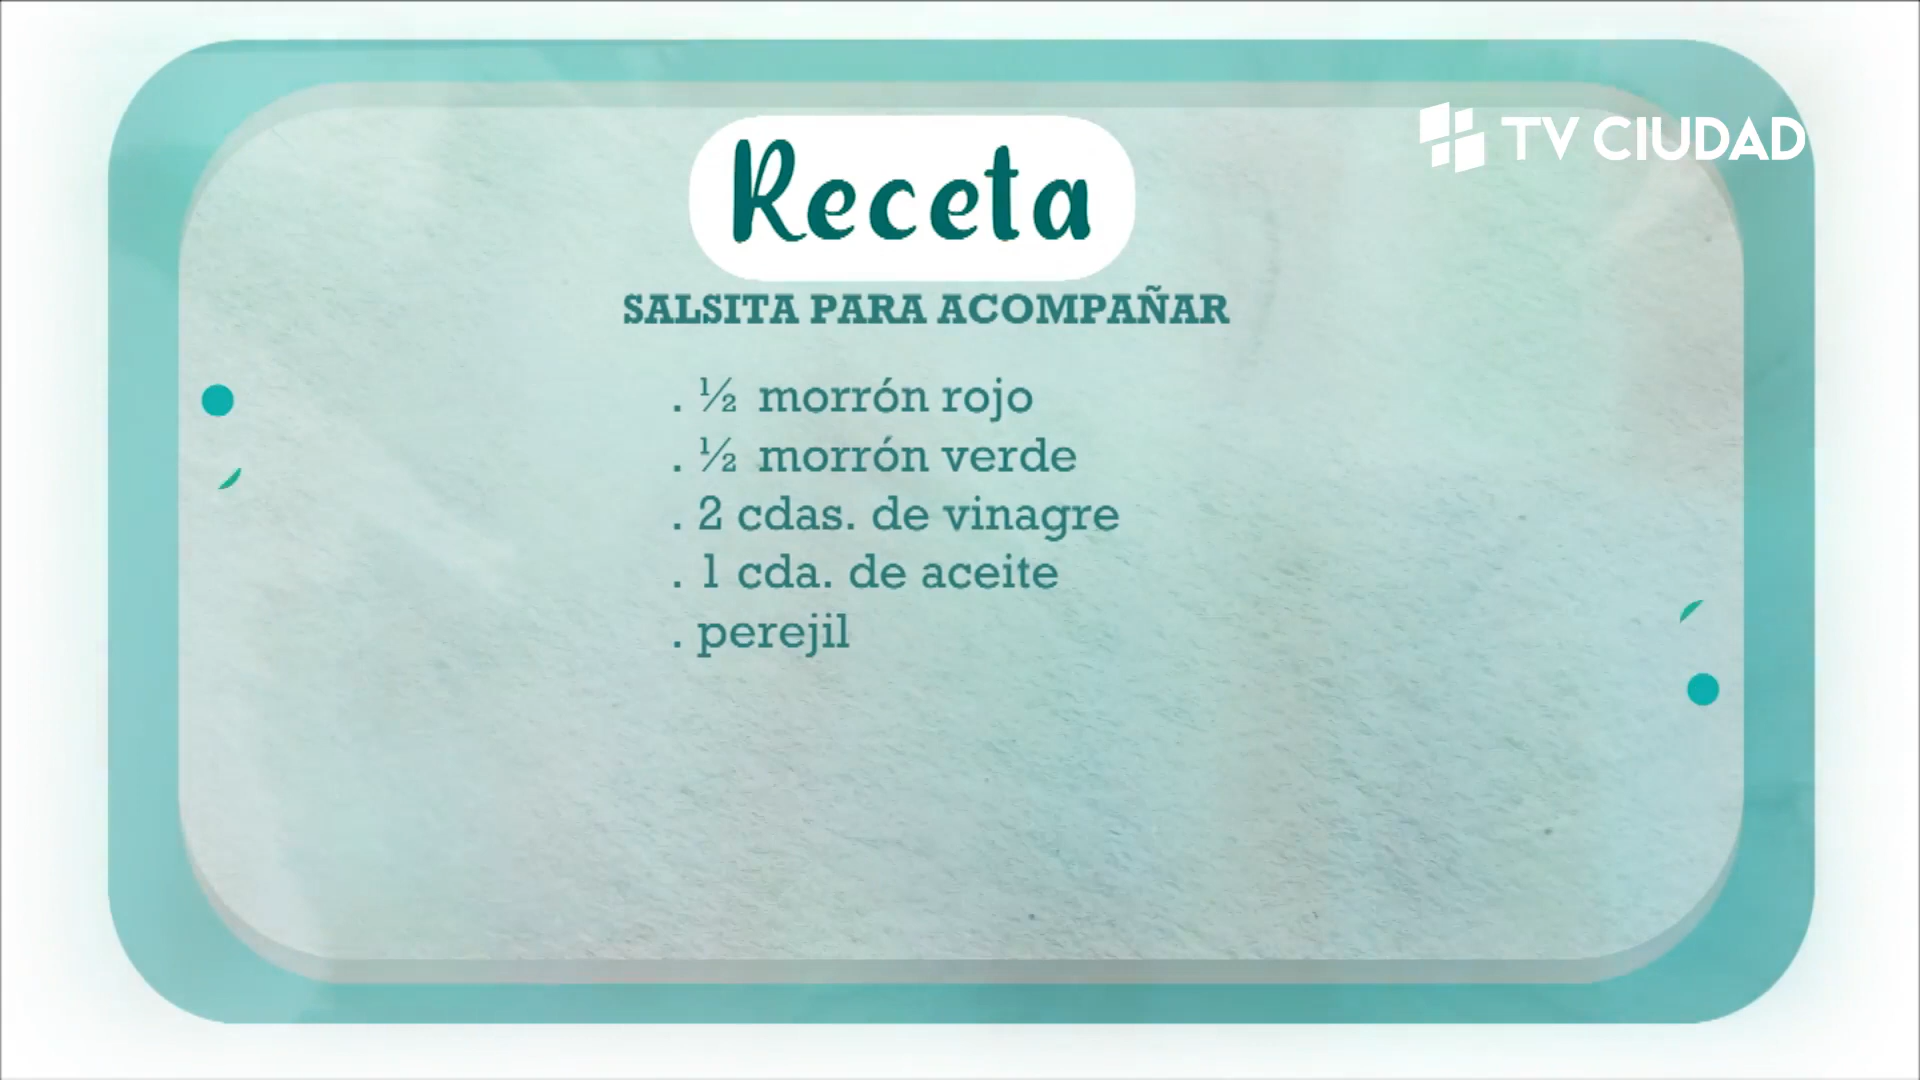 TV CIUDAD
Receta
SALSITA PARA ACOMPAÑAR
. ½ morrón rojo
. ½ morrón verde
. 2 cdas. de vinagre
. 1 cda. de aceite
. perejil